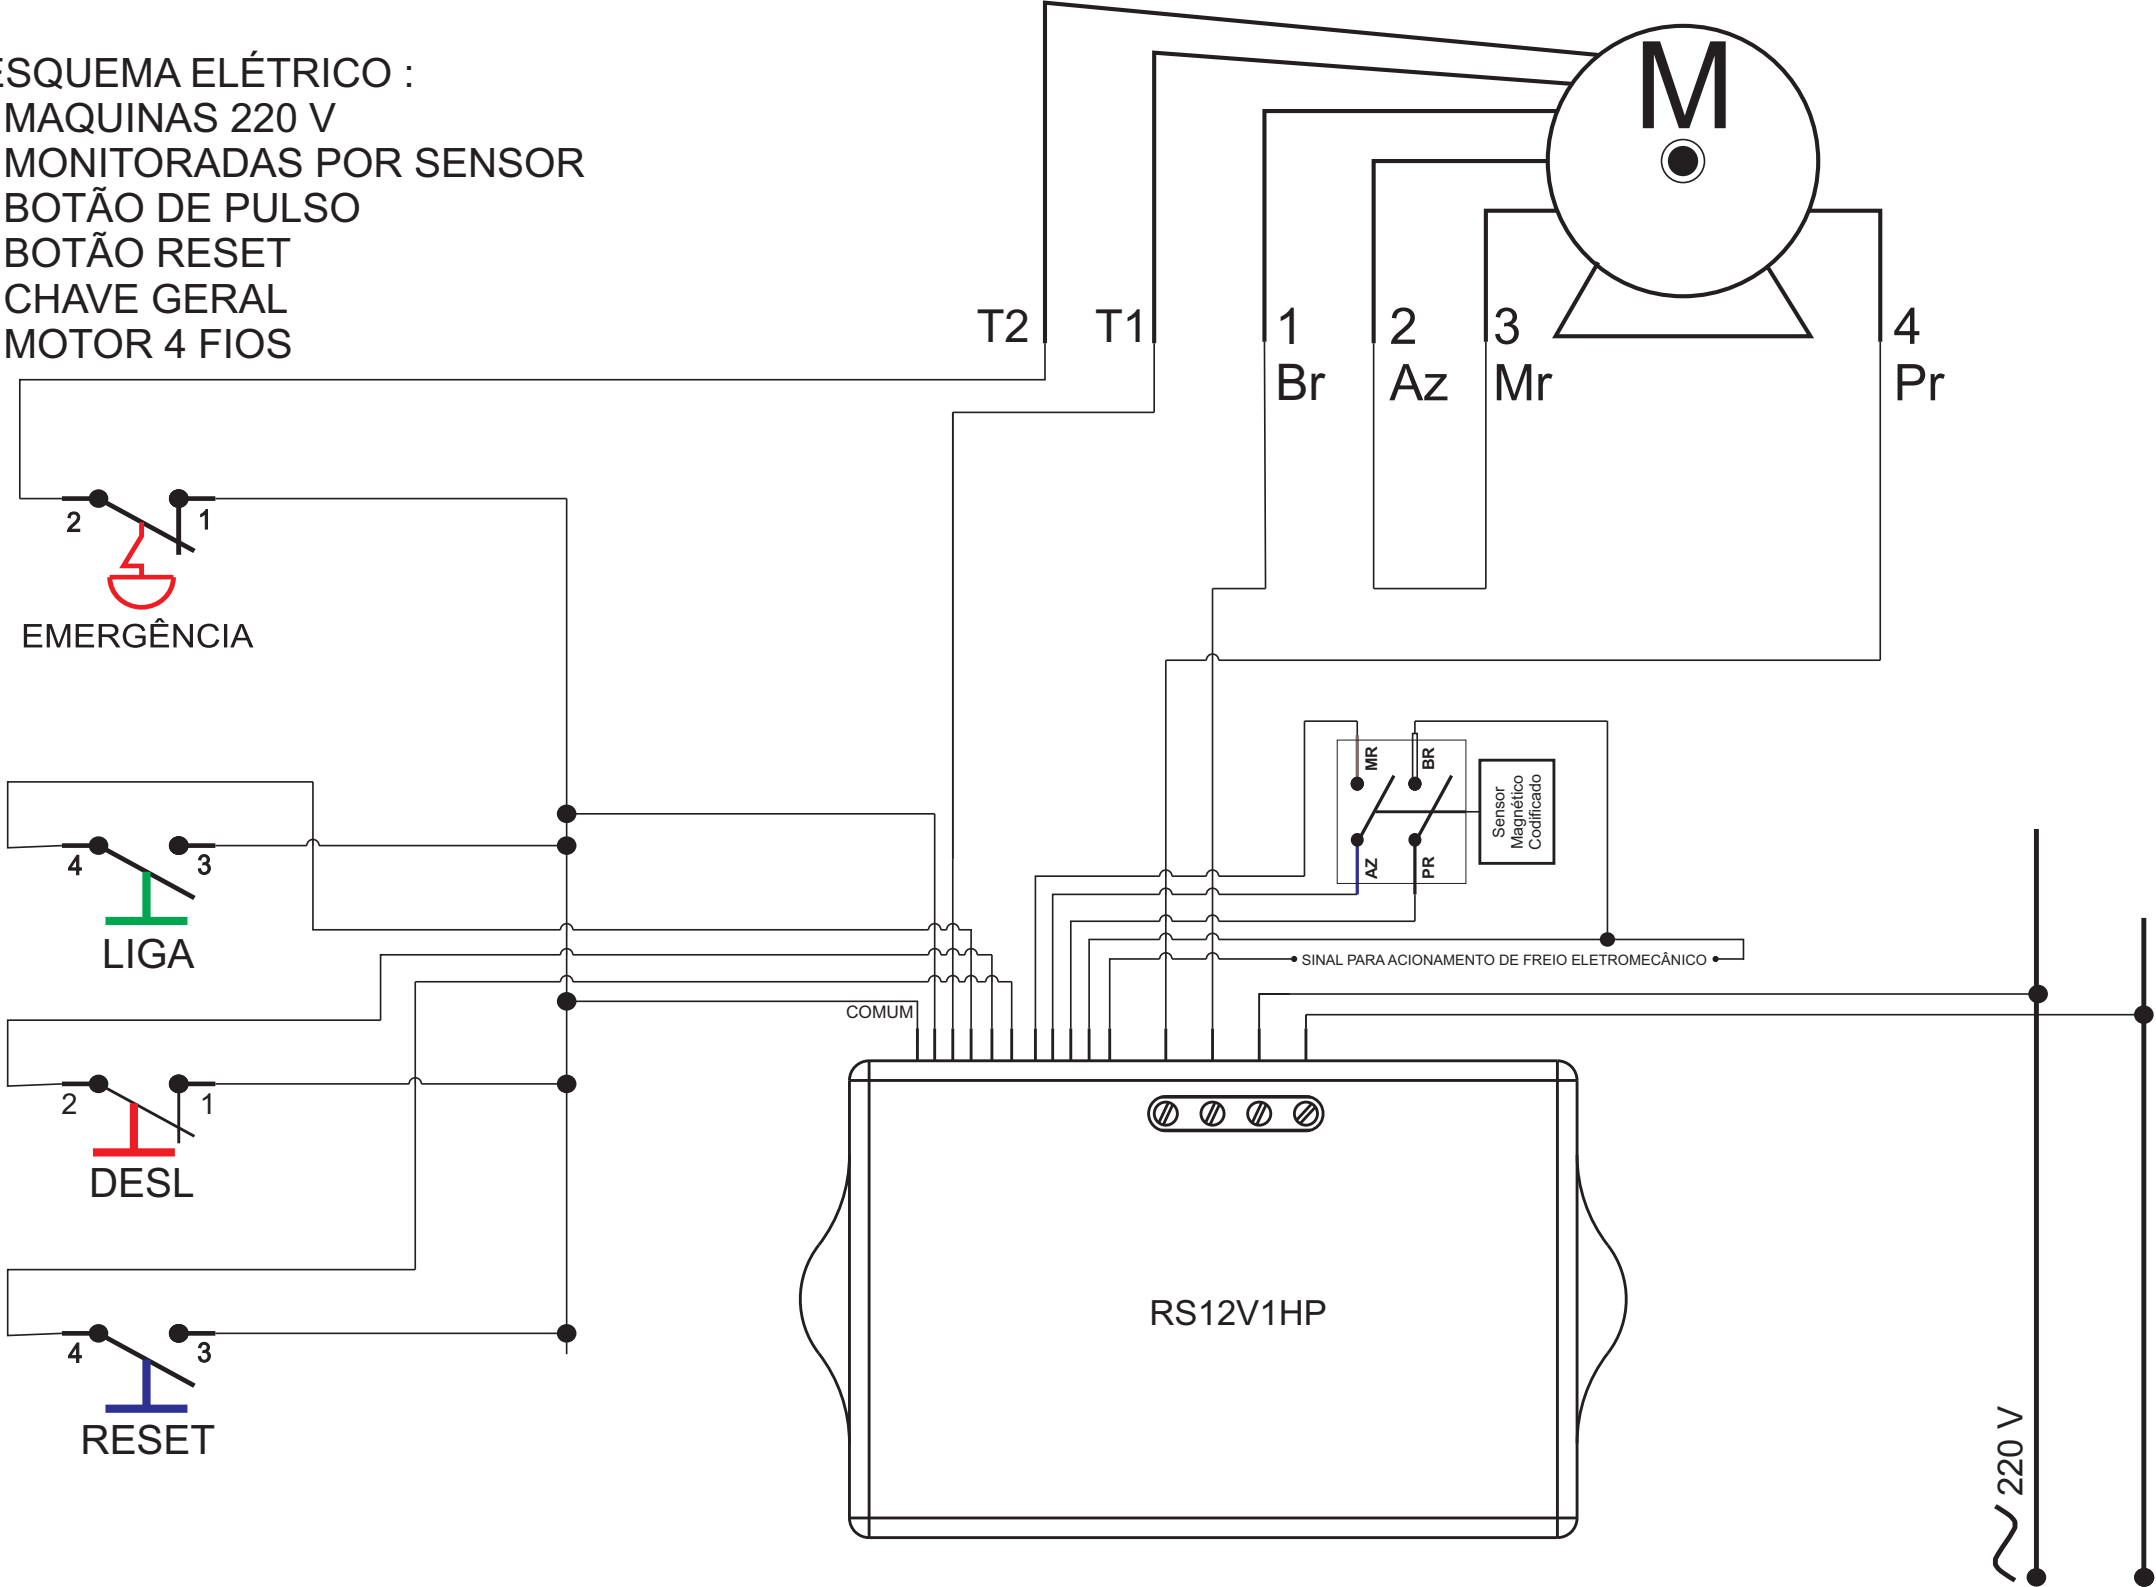 ESQUEMA ELÉTRICO :
MAQUINAS 220 V
MONITORADAS POR SENSOR
BOTÃO DE PULSO
BOTÃO RESET
CHAVE GERAL
MOTOR 4 FIOS
M
T2
T1
1
2
3
4
Br
Az
Mr
Pr
2
1
EMERGÊNCIA
MR
BR
AZ
PR
Sensor
Magnético
Codificado
4
3
LIGA
SINAL PARA ACIONAMENTO DE FREIO ELETROMECÂNICO
COMUM
2
1
DESL
RS12V1HP
4
3
RESET
220 V